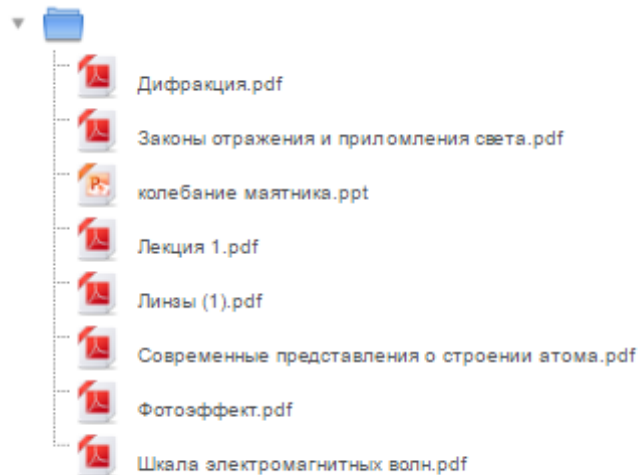 Дифракция.pdf
Законы отражения и приломления света.pdf
колебание маятника.ppt
Лекция 1.pdf
Линзы (1).pdf
Современные представления о строении атома.pdf
Фотоэффект.pdf
Шкала электромагнитных волн.pdf